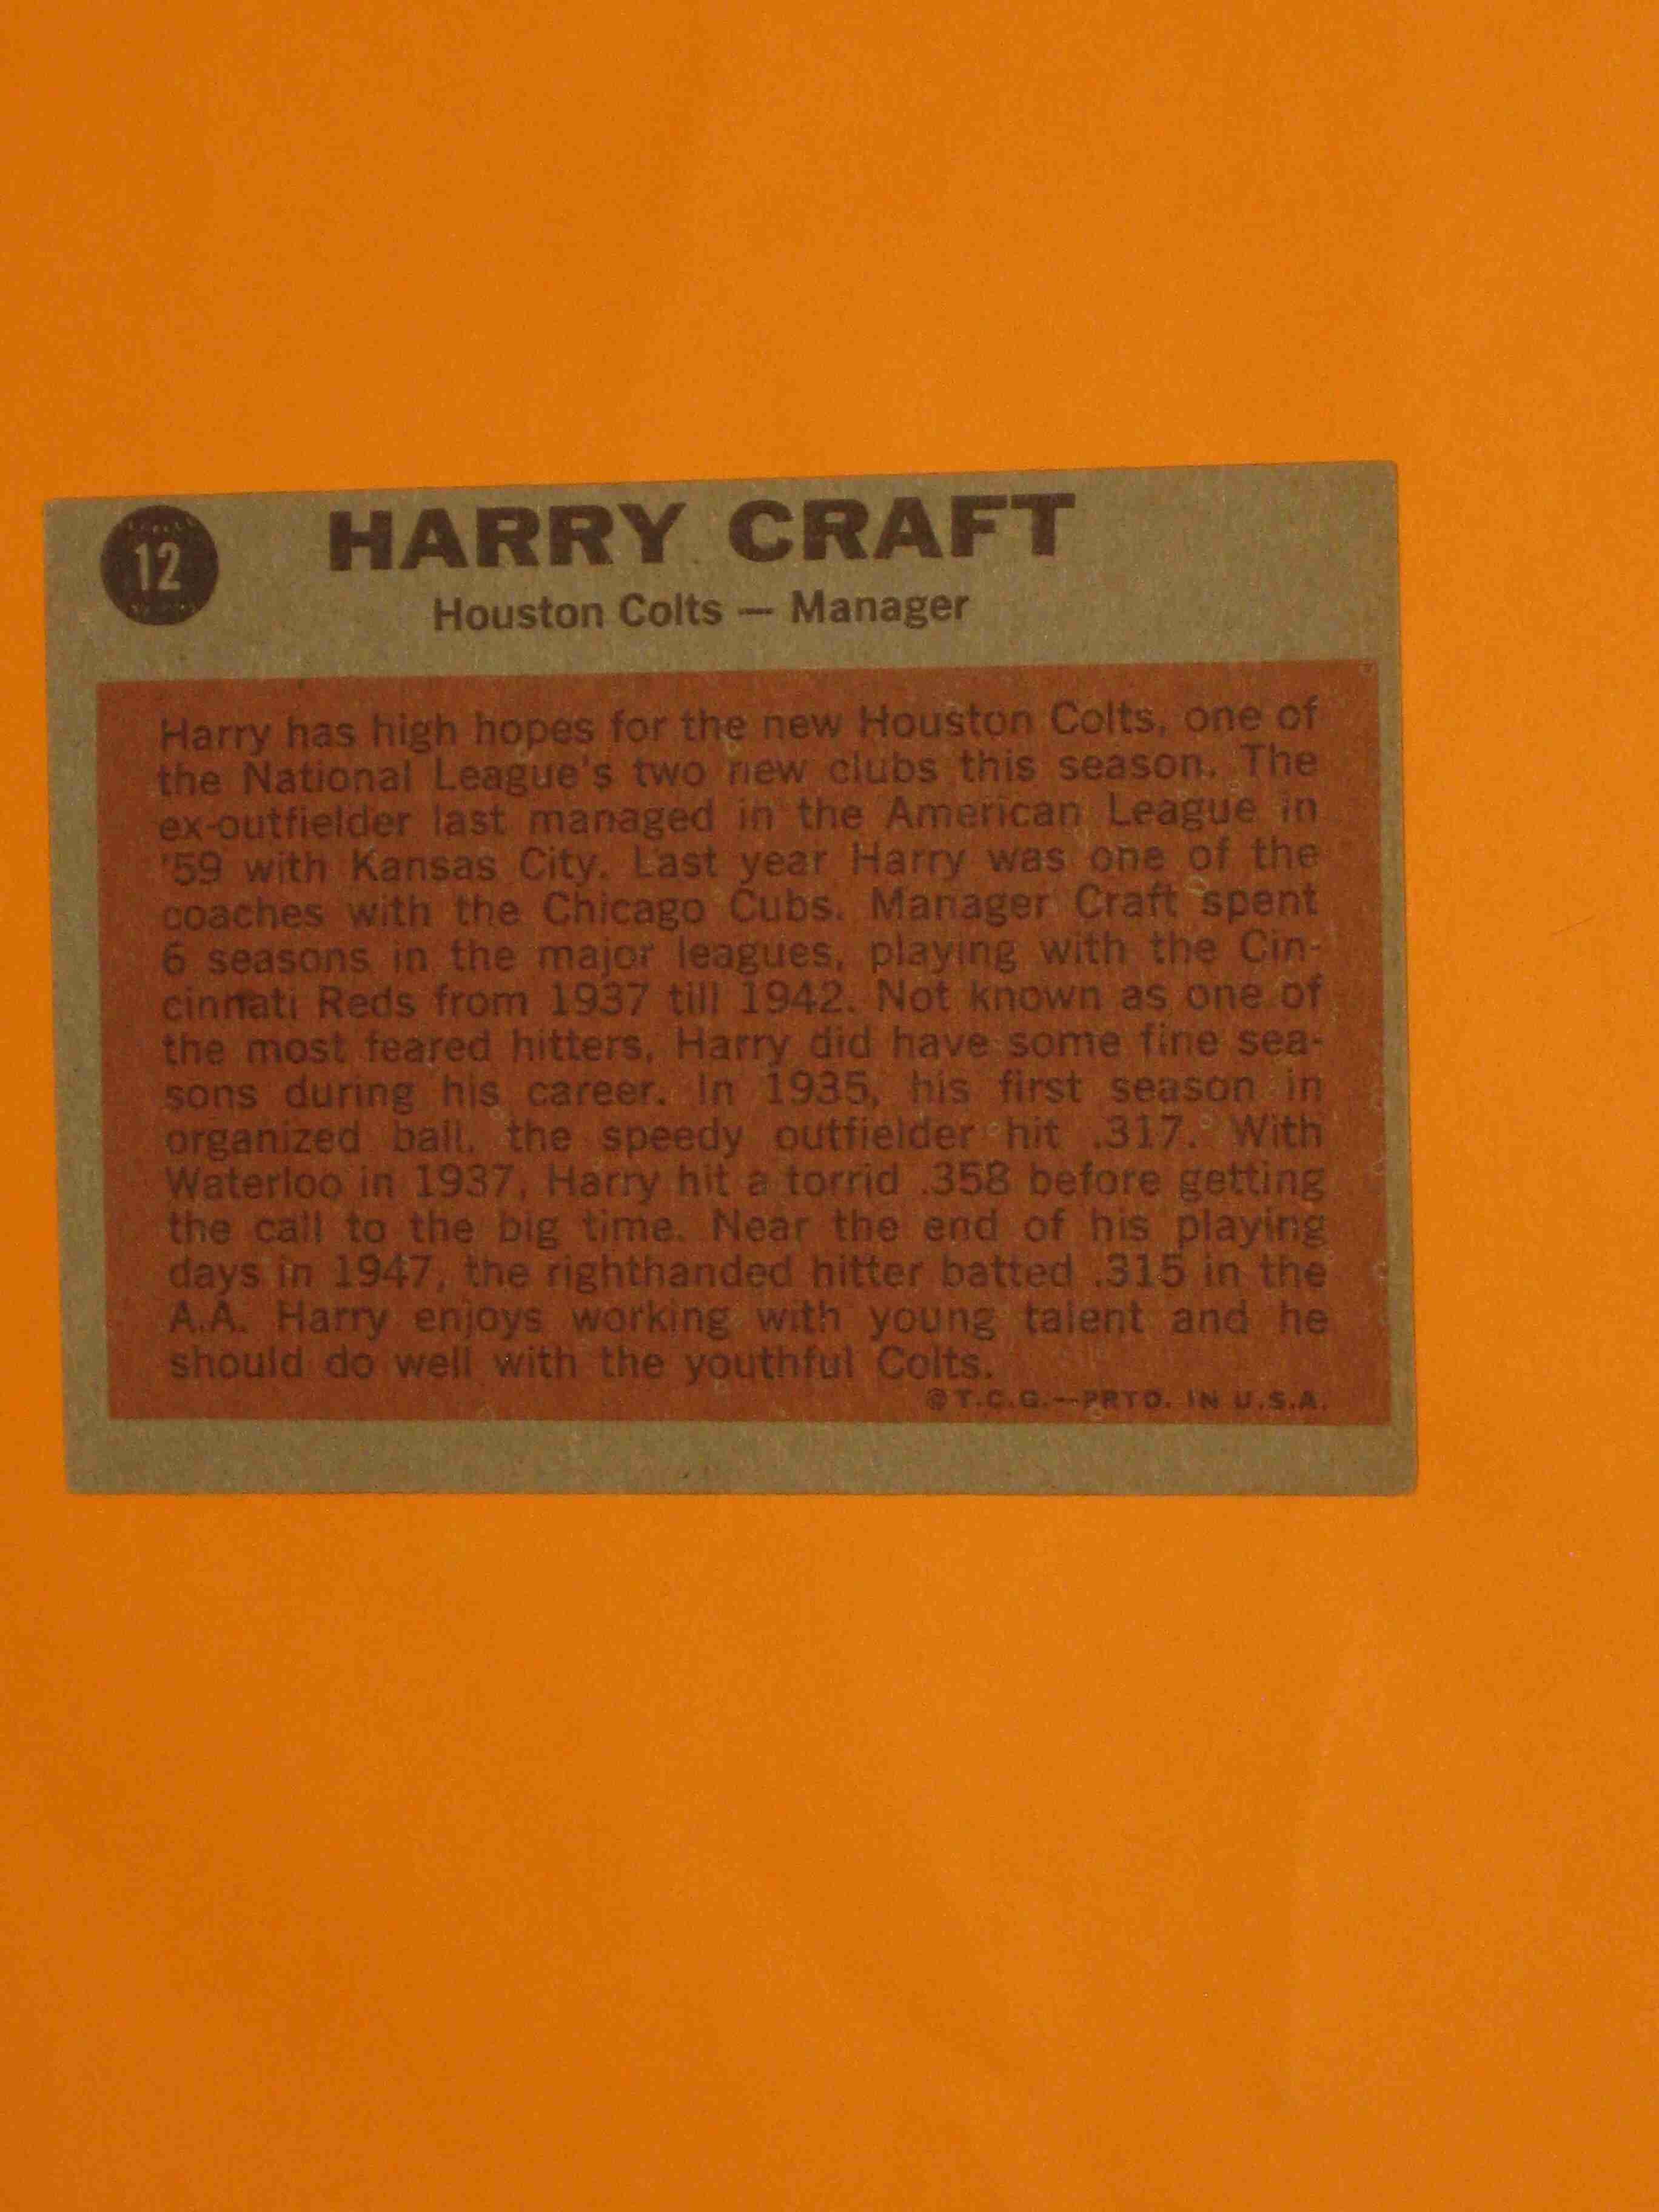 12
HARRY CRAFT
Houston Colts — Manager
Harry has high hopes for the new Houston Colts, one of
the National League's two new clubs this season. The
ex-outfielder last managed in the American League in
'59 with Kansas City. Last year Harry was one of the
coaches with the Chicago Cubs. Manager Craft spent
6 seasons in the major leagues, playing with the Cin-
cinnati Reds from 1937 till 1942. Not known as one of
the most feared hitters, Harry did have some fine sea-
sons during his career. In 1935, his first season in
organized ball, the speedy outfielder hit .317. With
Waterloo in 1937, Harry hit a torrid .358 before getting
the call to the big time. Near the end of his playing
days in 1947, the righthanded hitter batted .315 in the
A.A. Harry enjoys working with young talent and he
should do well with the youthful Colts.
©T.C.G.—PRTD. IN U.S.A.